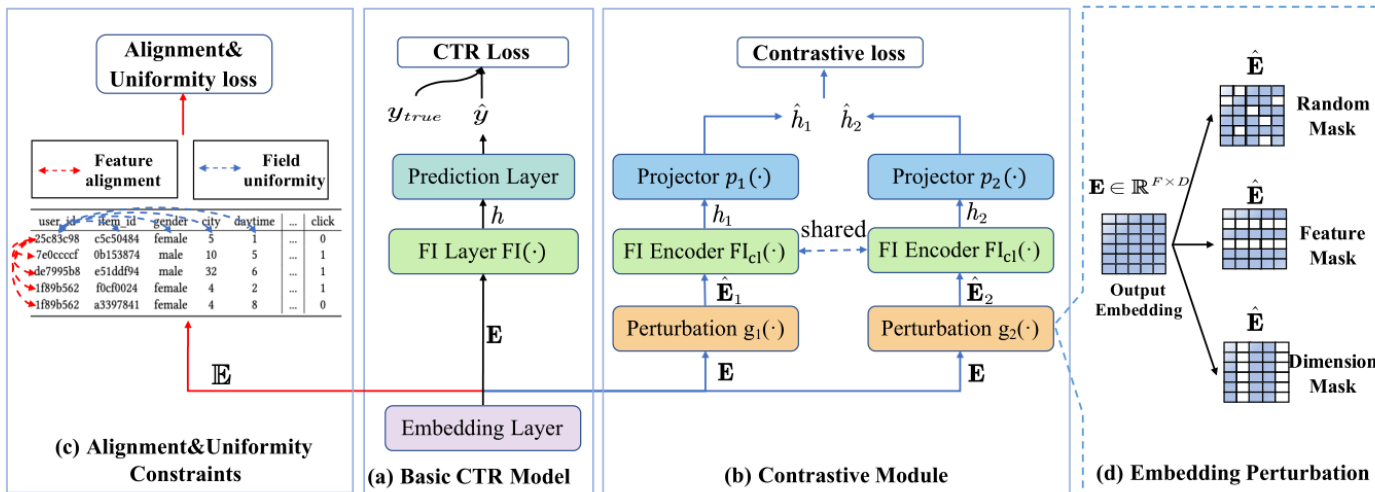 Alignment&
Uniformity loss
Feature
alignment
Field
uniformity
user_id item_id gender city daytime ... click
25c83c98 c5c50484 female 5 1 ... 0
7e0ccccf 0b153874 male 10 5 ... 1
de7995b8 e51ddf94 male 32 6 ... 1
1f89b562 f0cf0024 female 4 2 ... 1
1f89b562 a3397841 female 4 8 ... 0
𝔼
(c) Alignment&Uniformity
Constraints
CTR Loss
y_true ŷ
Prediction Layer
h
FI Layer FI(·)
E
Embedding Layer
(a) Basic CTR Model
Contrastive loss
ĥ₁ ĥ₂
Projector p₁(·) Projector p₂(·)
h₁ h₂
shared
FI Encoder FI_cl(·) FI Encoder FI_cl(·)
Ê₁ Ê₂
Perturbation g₁(·) Perturbation g₂(·)
E E
(b) Contrastive Module
Ê
Random
Mask
E ∈ ℝ^{F×D}
Output
Embedding
Ê
Feature
Mask
Ê
Dimension
Mask
(d) Embedding Perturbation